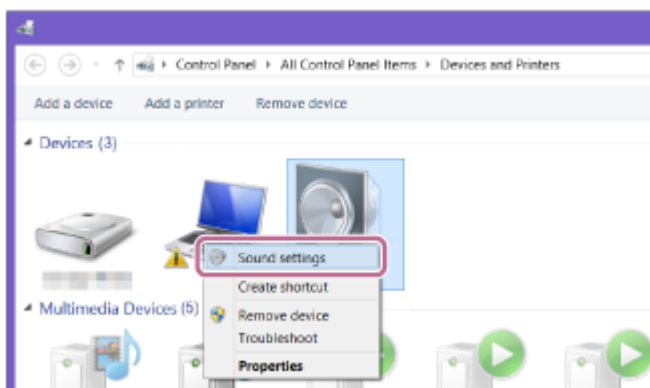 Control Panel All Control Panel Items Devices and Printers
Add a device Add a printer Remove device
Devices (3)
Sound settings
Create shortcut
Multimedia Devices (5)
Remove device
Troubleshoot
Properties